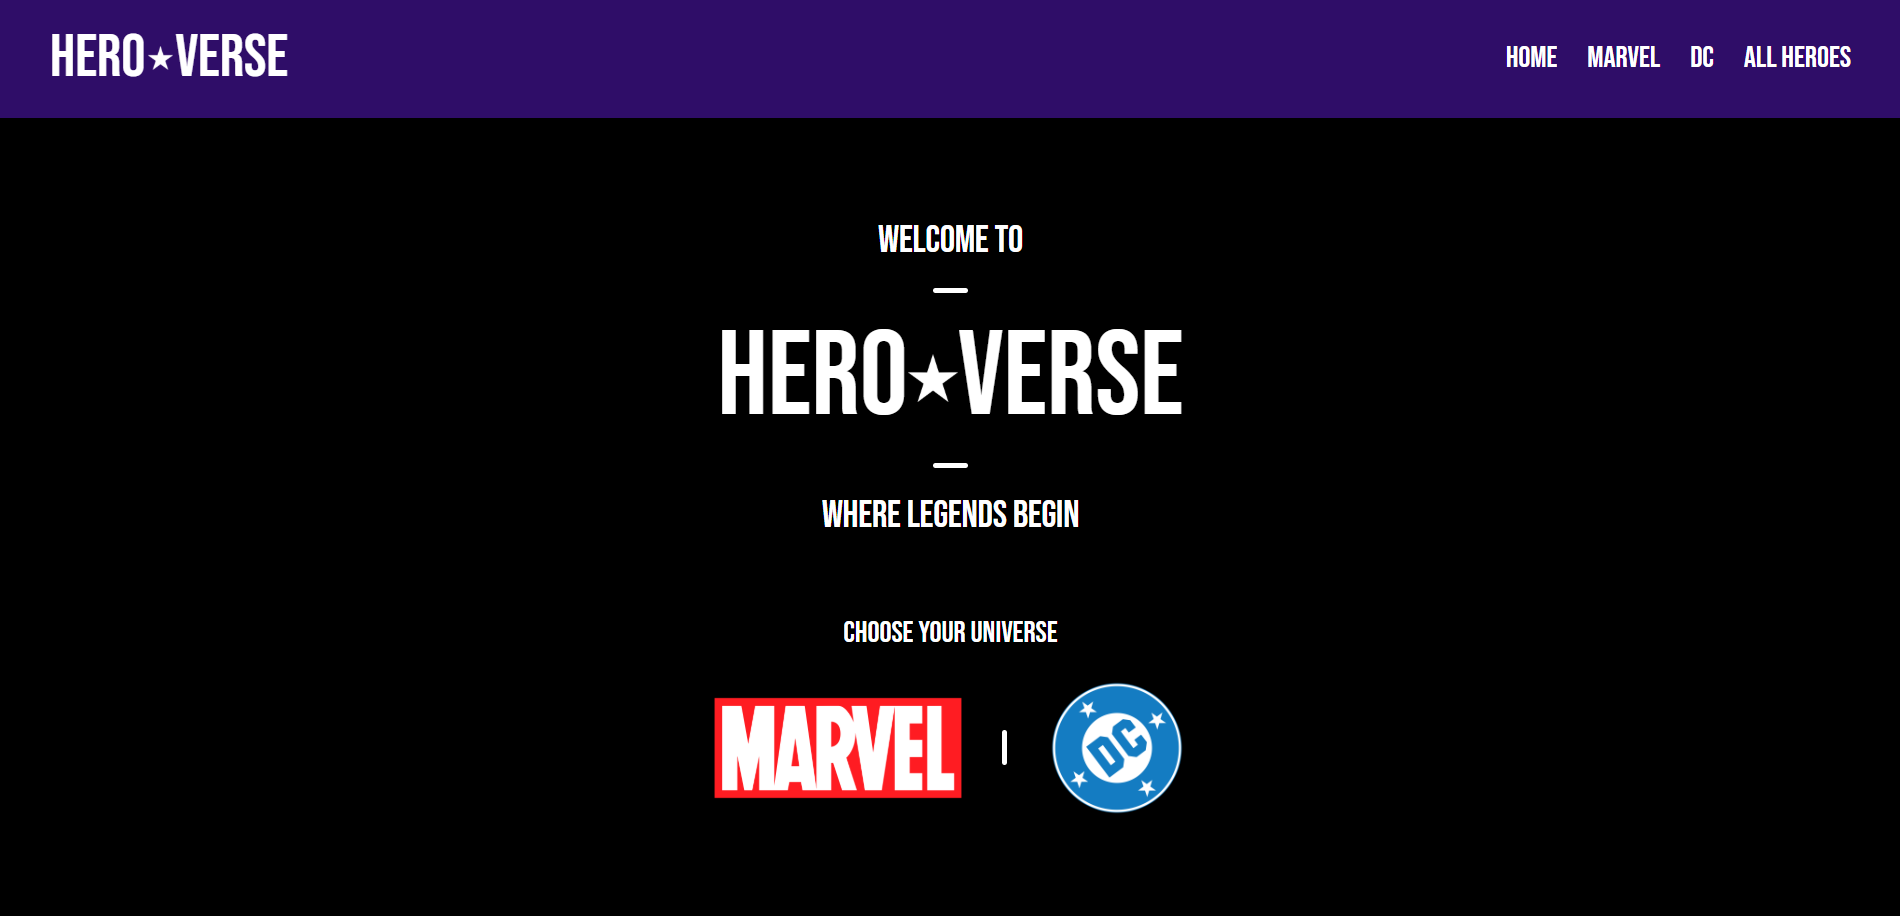 HERO★VERSE
HOME MARVEL DC ALL HEROES
WELCOME TO
HERO★VERSE
WHERE LEGENDS BEGIN
CHOOSE YOUR UNIVERSE
MARVEL
DC